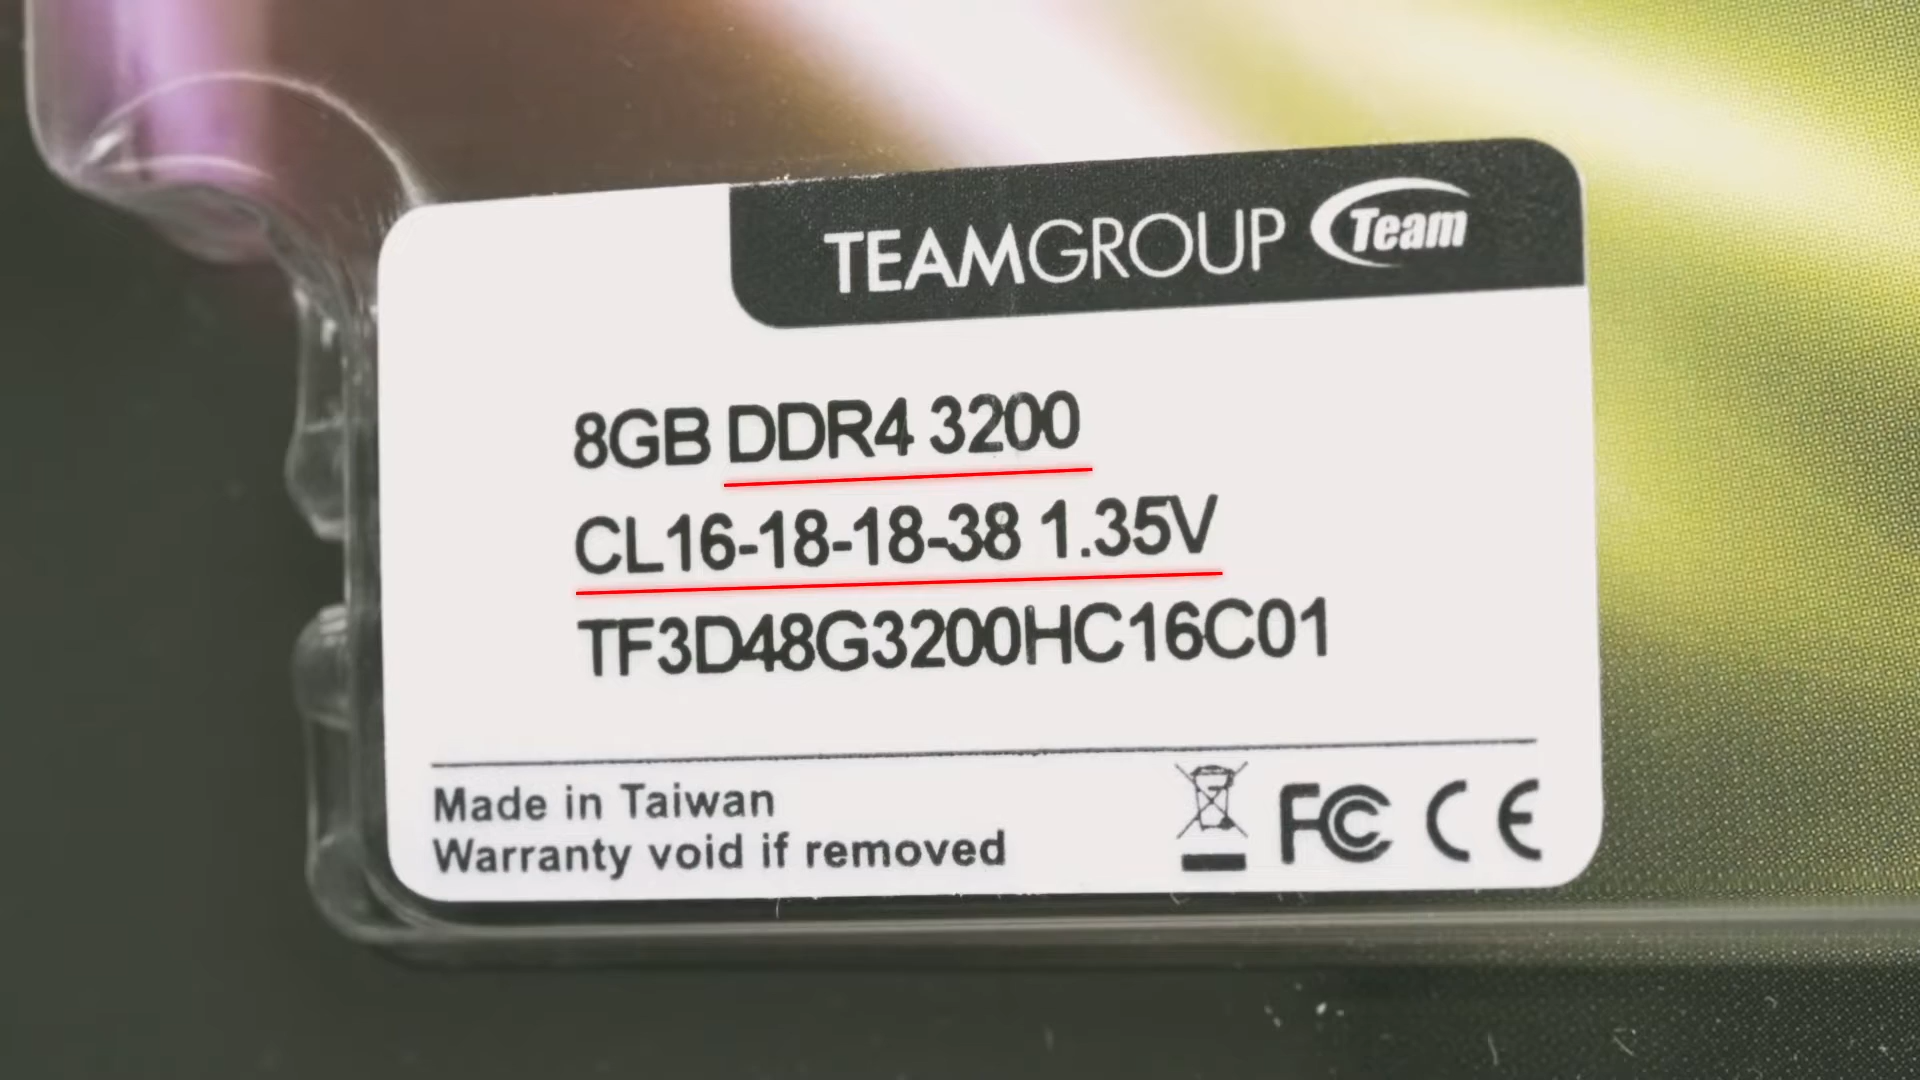 TEAMGROUP Team
8GB DDR4 3200
CL16-18-18-38 1.35V
TF3D48G3200HC16C01
Made in Taiwan
Warranty void if removed
FC CE